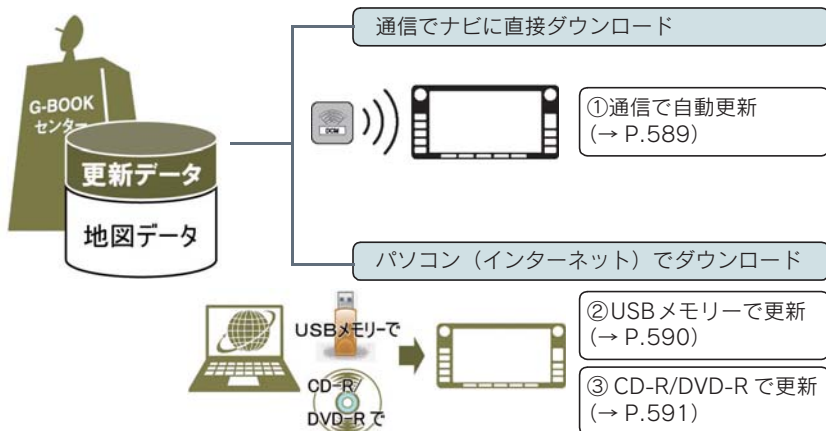 通信でナビに直接ダウンロード
G-BOOK
センター
更新データ
地図データ
DCM
①通信で自動更新
(→ P.589)
パソコン（インターネット）でダウンロード
USBメモリーで
CD-R/
DVD-Rで
②USBメモリーで更新
(→ P.590)
③ CD-R/DVD-R で更新
(→ P.591)